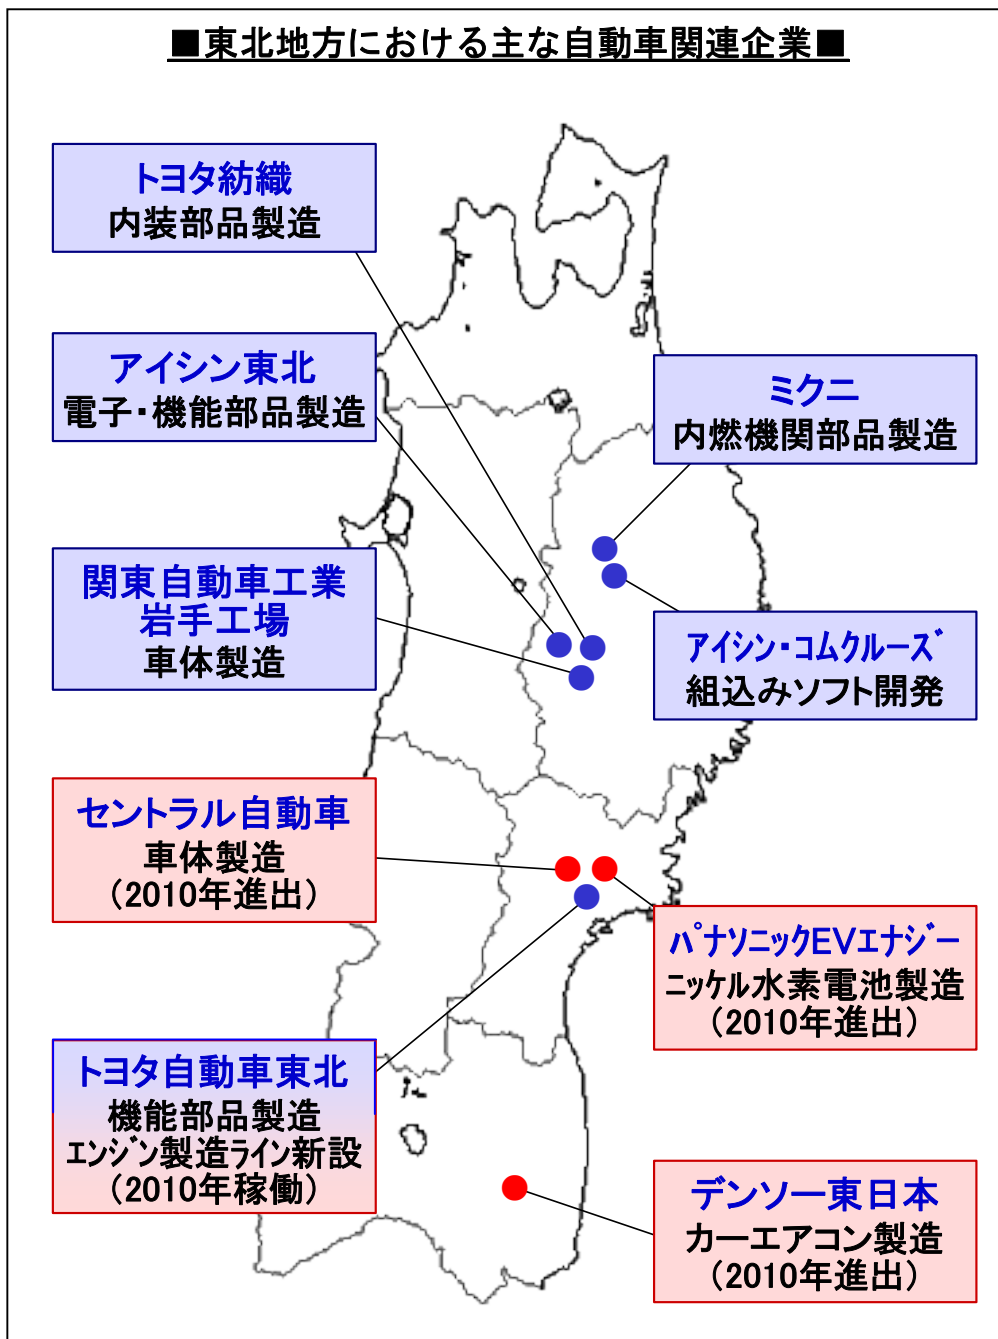 ■東北地方における主な自動車関連企業■
トヨタ紡織
内装部品製造
アイシン東北
電子・機能部品製造
ミクニ
内燃機関部品製造
関東自動車工業
岩手工場
車体製造
アイシン・コムクルーズ
組込みソフト開発
セントラル自動車
車体製造
(2010年進出)
パナソニックEVエナジー
ニッケル水素電池製造
(2010年進出)
トヨタ自動車東北
機能部品製造
エンジン製造ライン新設
(2010年稼働)
デンソー東日本
カーエアコン製造
(2010年進出)